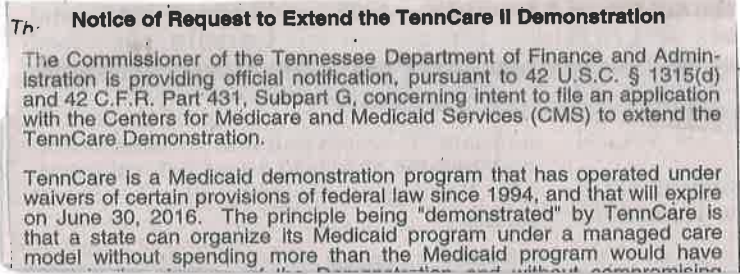 Th. Notice of Request to Extend the TennCare II Demonstration
The Commissioner of the Tennessee Department of Finance and Admin-
istration is providing official notification, pursuant to 42 U.S.C. § 1315(d)
and 42 C.F.R. Part 431, Subpart G, concerning intent to file an application
with the Centers for Medicare and Medicaid Services (CMS) to extend the
TennCare Demonstration.
TennCare is a Medicaid demonstration program that has operated under
waivers of certain provisions of federal law since 1994, and that will expire
on June 30, 2016. The principle being "demonstrated" by TennCare is
that a state can organize its Medicaid program under a managed care
model without spending more than the Medicaid program would have